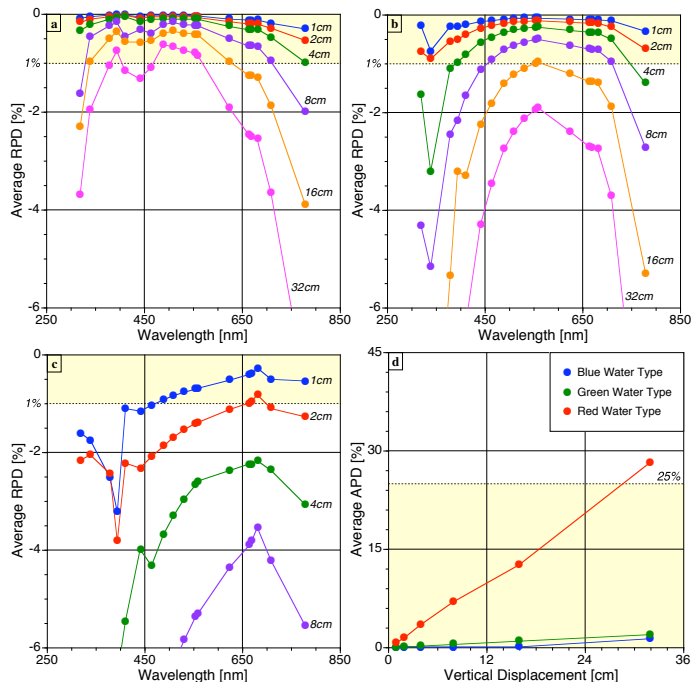 a
0
1%
-2
-4
-6
Average RPD [%]
1cm
2cm
4cm
8cm
16cm
32cm
250 450 650 850
Wavelength [nm]
b
0
1%
-2
-4
-6
Average RPD [%]
1cm
2cm
4cm
8cm
16cm
32cm
250 450 650 850
Wavelength [nm]
c
0
1%
-2
-4
-6
Average RPD [%]
1cm
2cm
4cm
8cm
250 450 650 850
Wavelength [nm]
d
45
30
15
0
Average APD [%]
Blue Water Type
Green Water Type
Red Water Type
25%
0 12 24 36
Vertical Displacement [cm]